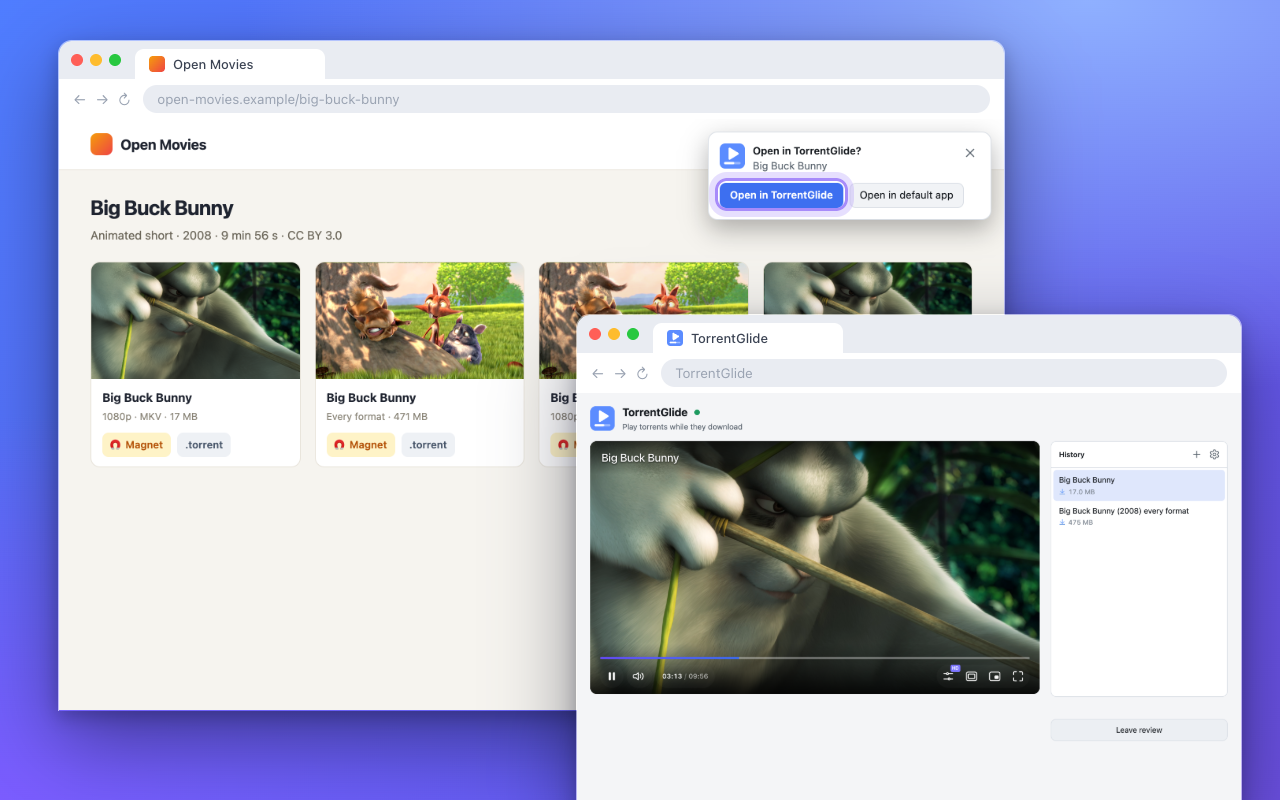 Open Movies
open-movies.example/big-buck-bunny
Open Movies
Open in TorrentGlide?
Big Buck Bunny
Open in TorrentGlide
Open in default app
Big Buck Bunny
Animated short · 2008 · 9 min 56 s · CC BY 3.0
Big Buck Bunny
1080p · MKV · 17 MB
Magnet
.torrent
Big Buck Bunny
Every format · 471 MB
Magnet
.torrent
Big B
1080p
M
TorrentGlide
TorrentGlide
TorrentGlide
Play torrents while they download
Big Buck Bunny
03:13 / 09:56
HD
History
Big Buck Bunny
17.0 MB
Big Buck Bunny (2008) every format
475 MB
Leave review